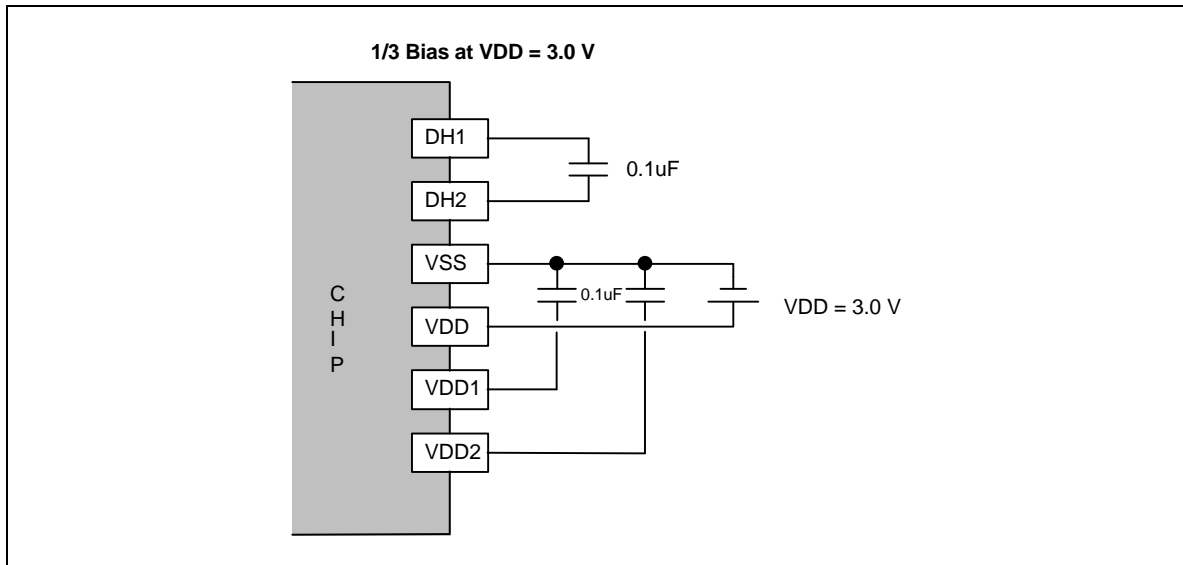 1/3 Bias at VDD = 3.0 V
DH1
0.1uF
DH2
VSS
C
H
I
P
0.1uF
VDD = 3.0 V
VDD
VDD1
VDD2